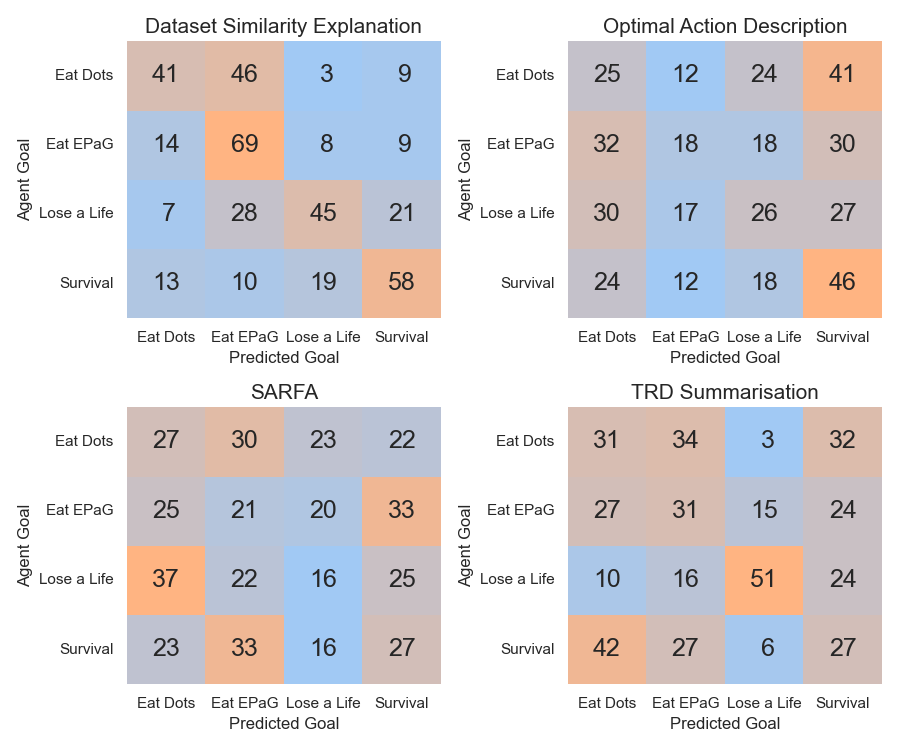 Dataset Similarity Explanation
Agent Goal
Eat Dots 41 46 3 9
Eat EPaG 14 69 8 9
Lose a Life 7 28 45 21
Survival 13 10 19 58
Eat Dots Eat EPaG Lose a Life Survival
Predicted Goal
Optimal Action Description
Agent Goal
Eat Dots 25 12 24 41
Eat EPaG 32 18 18 30
Lose a Life 30 17 26 27
Survival 24 12 18 46
Eat Dots Eat EPaG Lose a Life Survival
Predicted Goal
SARFA
Agent Goal
Eat Dots 27 30 23 22
Eat EPaG 25 21 20 33
Lose a Life 37 22 16 25
Survival 23 33 16 27
Eat Dots Eat EPaG Lose a Life Survival
Predicted Goal
TRD Summarisation
Agent Goal
Eat Dots 31 34 3 32
Eat EPaG 27 31 15 24
Lose a Life 10 16 51 24
Survival 42 27 6 27
Eat Dots Eat EPaG Lose a Life Survival
Predicted Goal